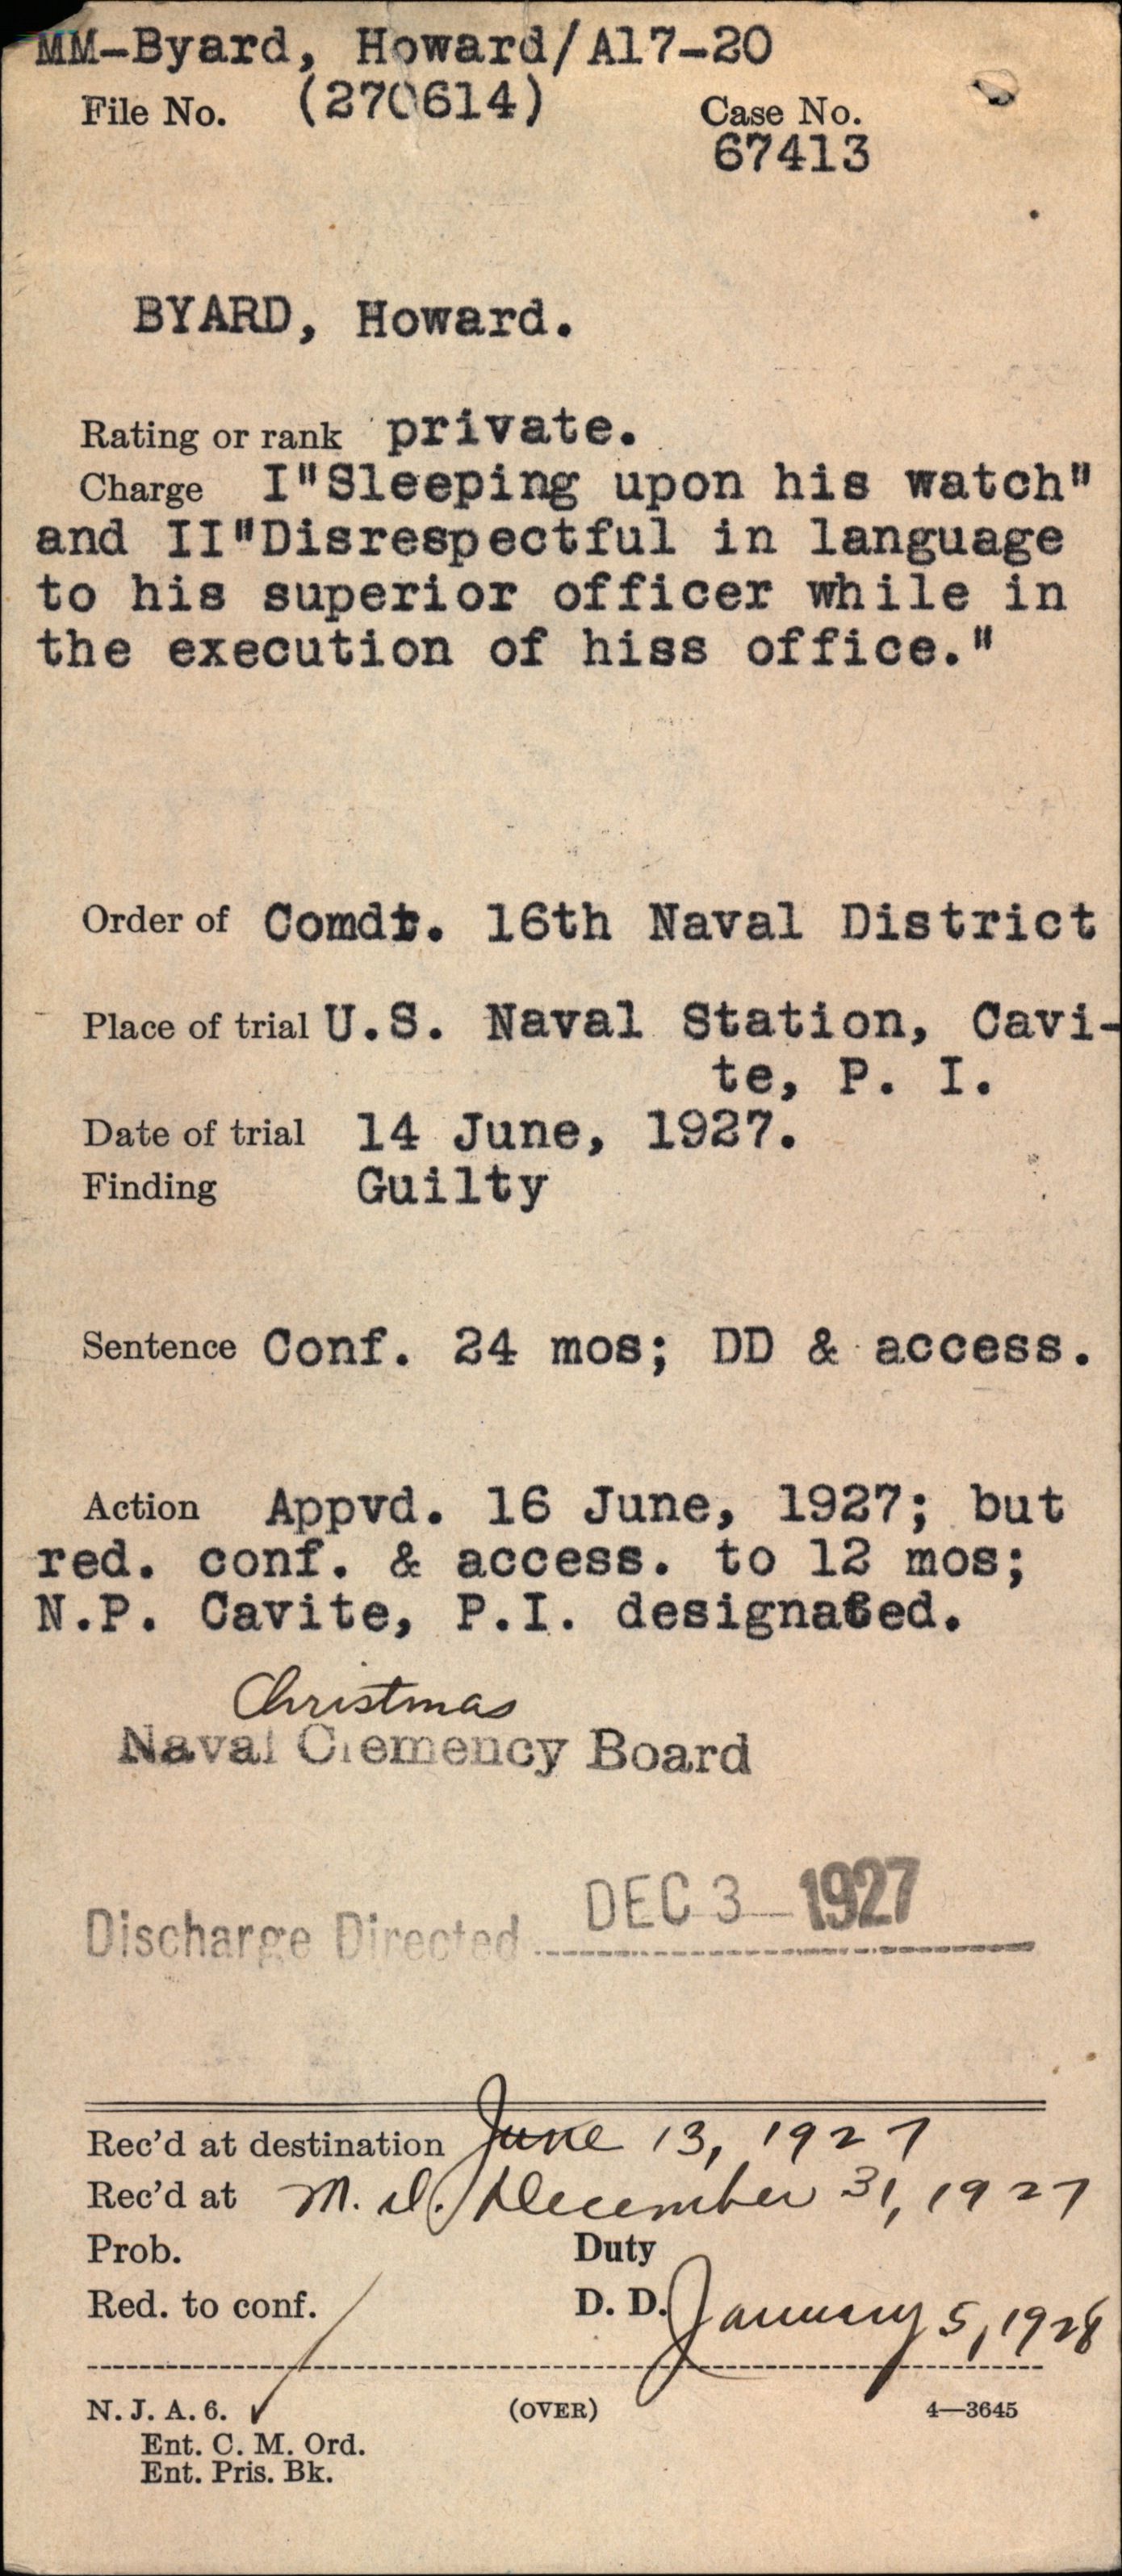 MM-Byard, Howard/A17-20
File No. (270614) Case No.
67413
BYARD, Howard.
Rating or rank private.
Charge I"Sleeping upon his watch"
and II"Disrespectful in language
to his superior officer while in
the execution of hiss office."
Order of Comdt. 16th Naval District
Place of trial U.S. Naval Station, Cavi-
te, P. I.
Date of trial 14 June, 1927.
Finding Guilty
Sentence Conf. 24 mos; DD & access.
Action Appvd. 16 June, 1927; but
red. conf. & access. to 12 mos;
N.P. Cavite, P.I. designated.
Christmas
Naval Clemency Board
DEC 3 - 1927
Discharge Directed
Rec'd at destination June 13, 1927
Rec'd at M. I. December 31, 1927
Prob. Duty
Red. to conf. D. D. January 5, 1928
N. J. A. 6. (OVER) 4—3645
Ent. C. M. Ord.
Ent. Pris. Bk.